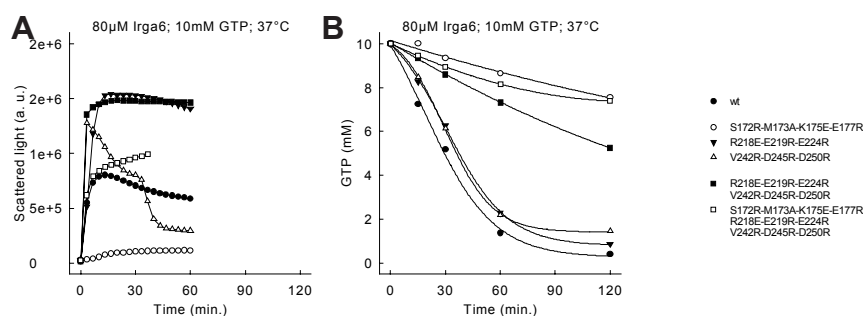 A
80µM Irga6; 10mM GTP; 37°C
Scattered light (a. u.)
2e+6
2e+6
1e+6
5e+5
0
0 30 60 90 120
Time (min.)
B
80µM Irga6; 10mM GTP; 37°C
GTP (mM)
10
8
6
4
2
0
0 30 60 90 120
Time (min.)
wt
S172R-M173A-K175E-E177R
R218E-E219R-E224R
V242R-D245R-D250R
R218E-E219R-E224R
V242R-D245R-D250R
S172R-M173A-K175E-E177R
R218E-E219R-E224R
V242R-D245R-D250R